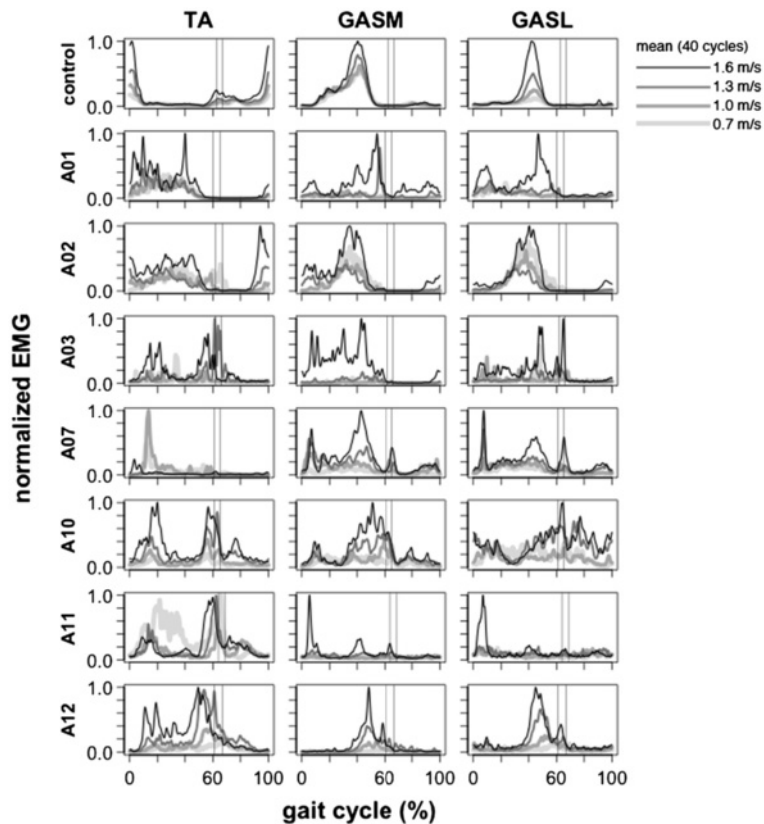 TA GASM GASL
mean (40 cycles)
1.6 m/s
1.3 m/s
1.0 m/s
0.7 m/s
normalized EMG
control
1.0
0.0
A01
1.0
0.0
A02
1.0
0.0
A03
1.0
0.0
A07
1.0
0.0
A10
1.0
0.0
A11
1.0
0.0
A12
1.0
0.0
0 60 100 0 60 100 0 60 100
gait cycle (%)